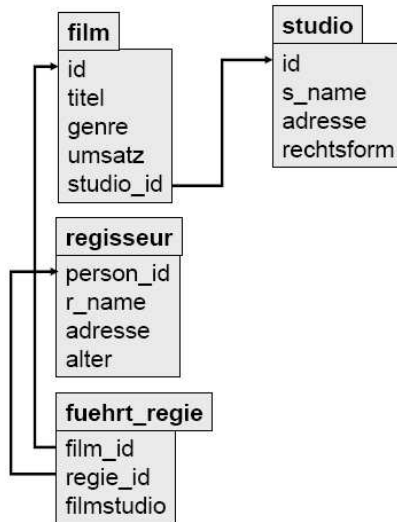 film
id
titel
genre
umsatz
studio_id
studio
id
s_name
adresse
rechtsform
regisseur
person_id
r_name
adresse
alter
fuehrt_regie
film_id
regie_id
filmstudio